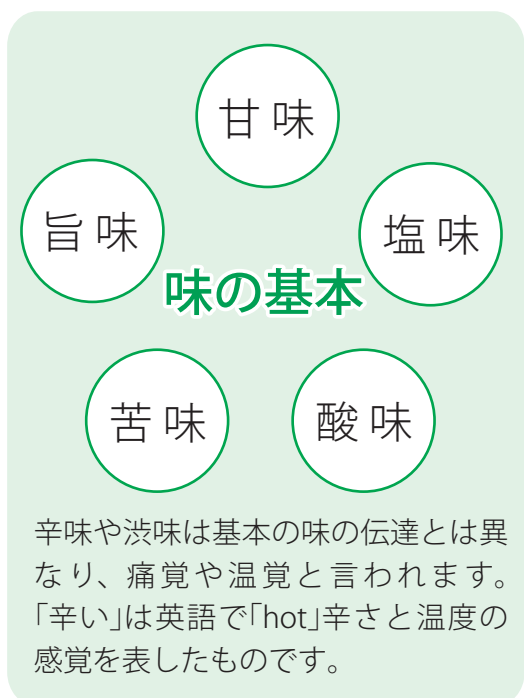 甘味
旨味
塩味
味の基本
苦味
酸味
辛味や渋味は基本の味の伝達とは異
なり、痛覚や温覚と言われます。
「辛い」は英語で「hot」辛さと温度の
感覚を表したものです。